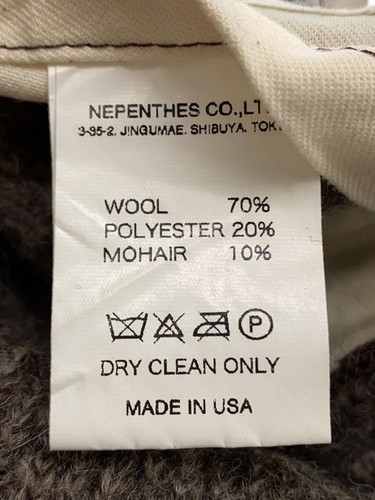 NEPENTHES CO.,LT
3-35-2, JINGUMAE. SHIBUYA.
WOOL 70%
POLYESTER 20%
MOHAIR 10%
P
DRY CLEAN ONLY
MADE IN USA